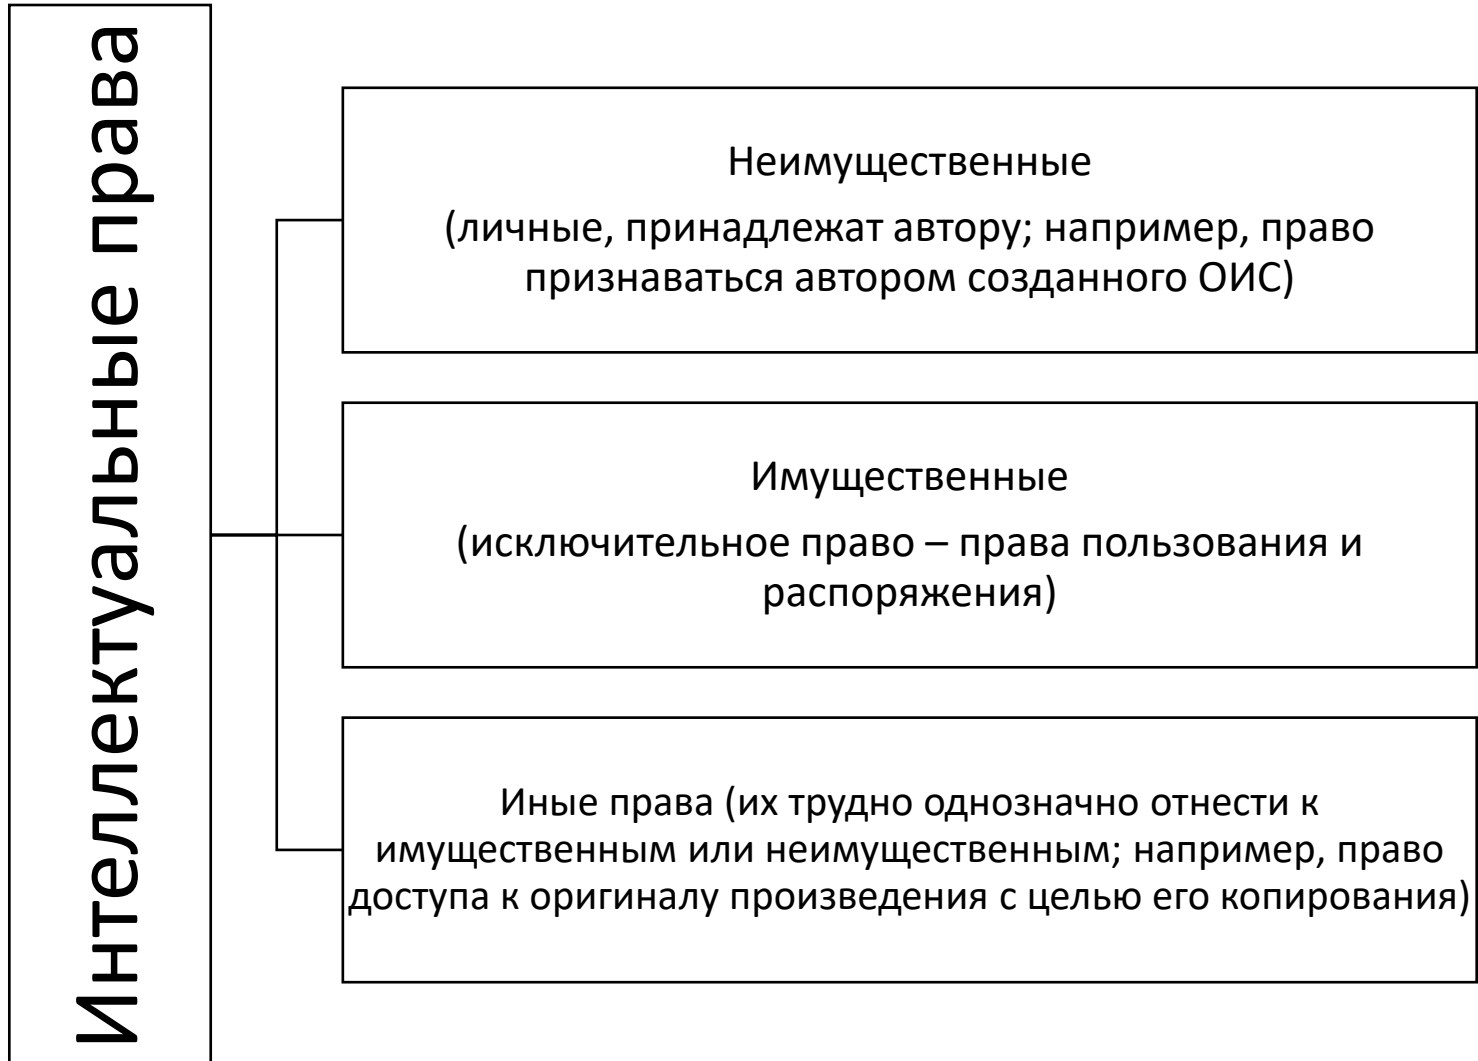 Интеллектуальные права
Неимущественные
(личные, принадлежат автору; например, право
признаваться автором созданного ОИС)
Имущественные
(исключительное право – права пользования и
распоряжения)
Иные права (их трудно однозначно отнести к
имущественным или неимущественным; например, право
доступа к оригиналу произведения с целью его копирования)